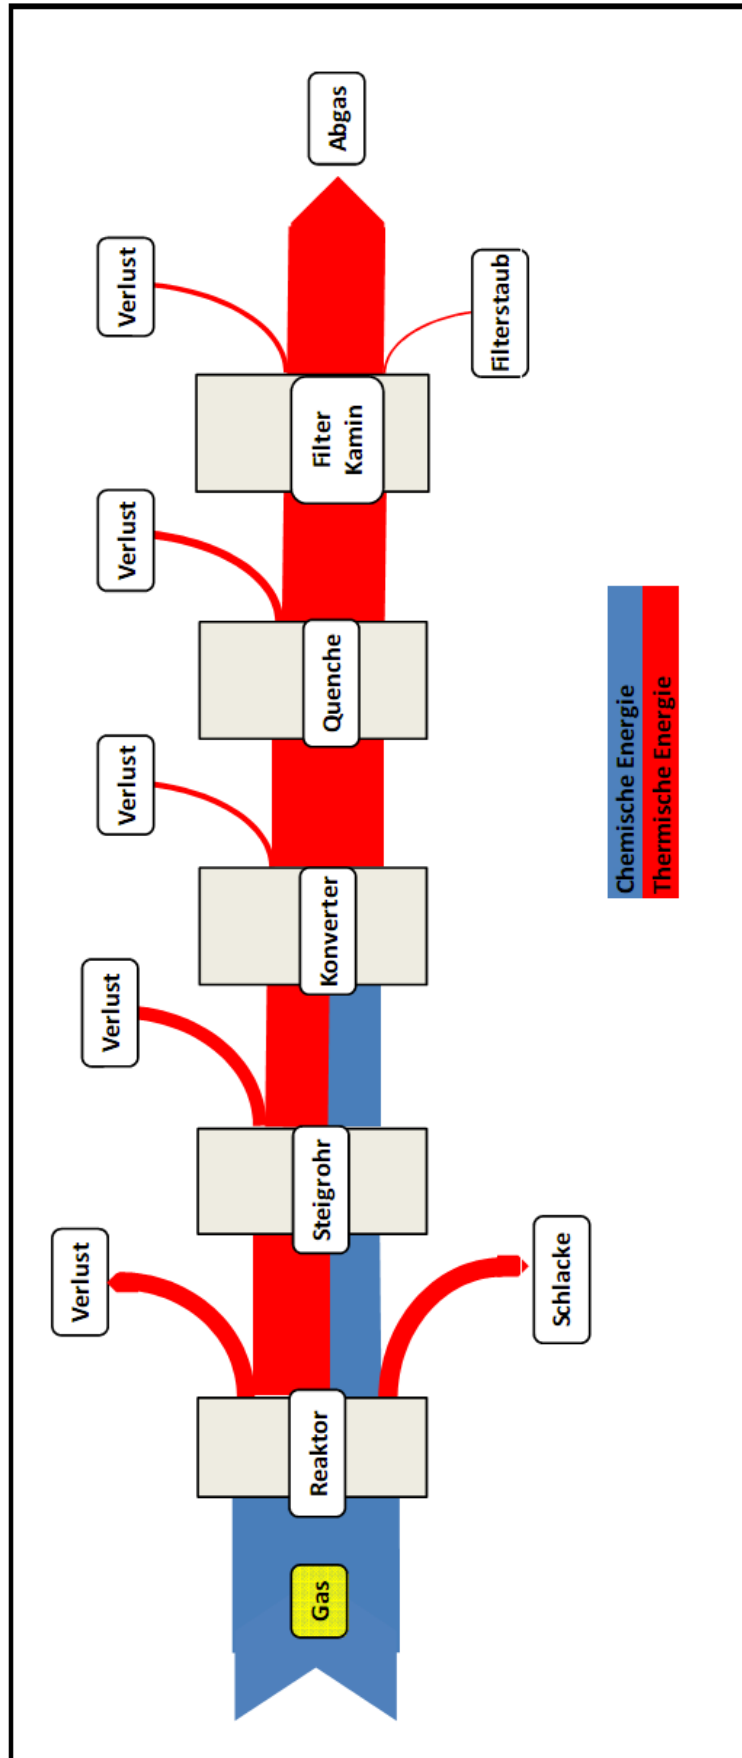 Gas
Reaktor
Verlust
Schlacke
Steigrohr
Verlust
Konverter
Verlust
Quenche
Verlust
Filter
Kamin
Verlust
Filterstaub
Abgas
Chemische Energie
Thermische Energie